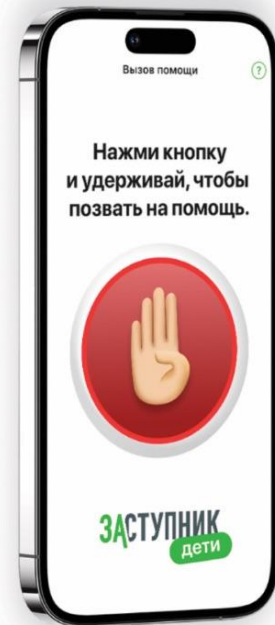 Вызов помощи
?
Нажми кнопку
и удерживай, чтобы
позвать на помощь.
ЗАСТУПНИК
дети